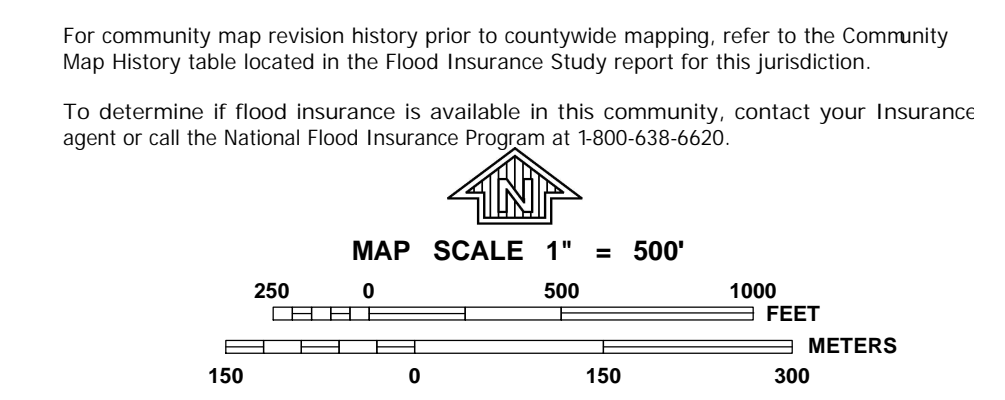 For community map revision history prior to countywide mapping, refer to the Community
Map History table located in the Flood Insurance Study report for this jurisdiction.
To determine if flood insurance is available in this community, contact your Insurance
agent or call the National Flood Insurance Program at 1-800-638-6620.
N
MAP SCALE 1" = 500'
250 0 500 1000
FEET
METERS
150 0 150 300